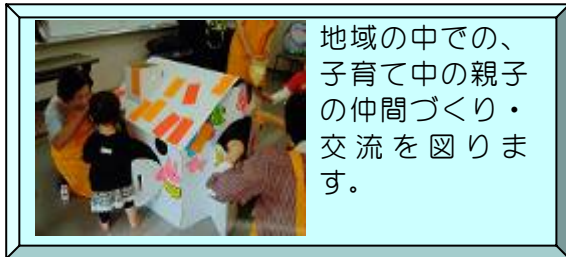 地域の中での、
子育て中の親子
の仲間づくり・
交流を図りま
す。